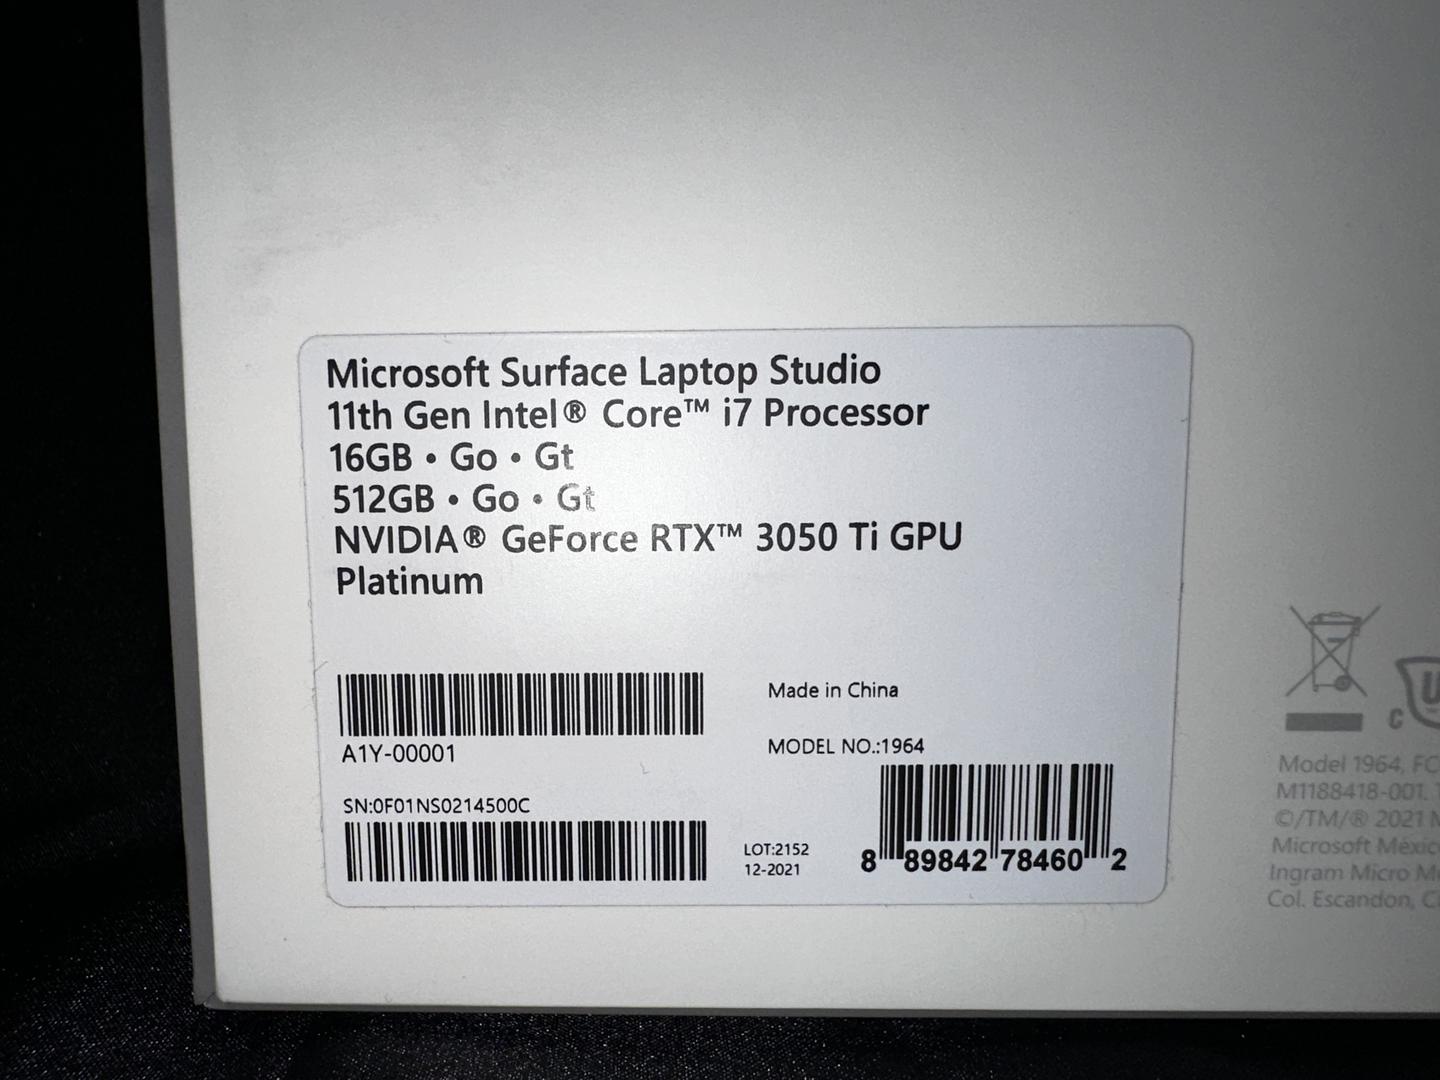 Microsoft Surface Laptop Studio
11th Gen Intel® Core™ i7 Processor
16GB • Go • Gt
512GB • Go • Gt
NVIDIA® GeForce RTX™ 3050 Ti GPU
Platinum
A1Y-00001
SN:0F01NS0214500C
Made in China
MODEL NO.:1964
LOT:2152
12-2021
8 89842 78460 2
C
Model 1964, FC
M1188418-001,
©/TM/® 2021 M
Microsoft Méxic
Ingram Micro M
Col. Escandon, C